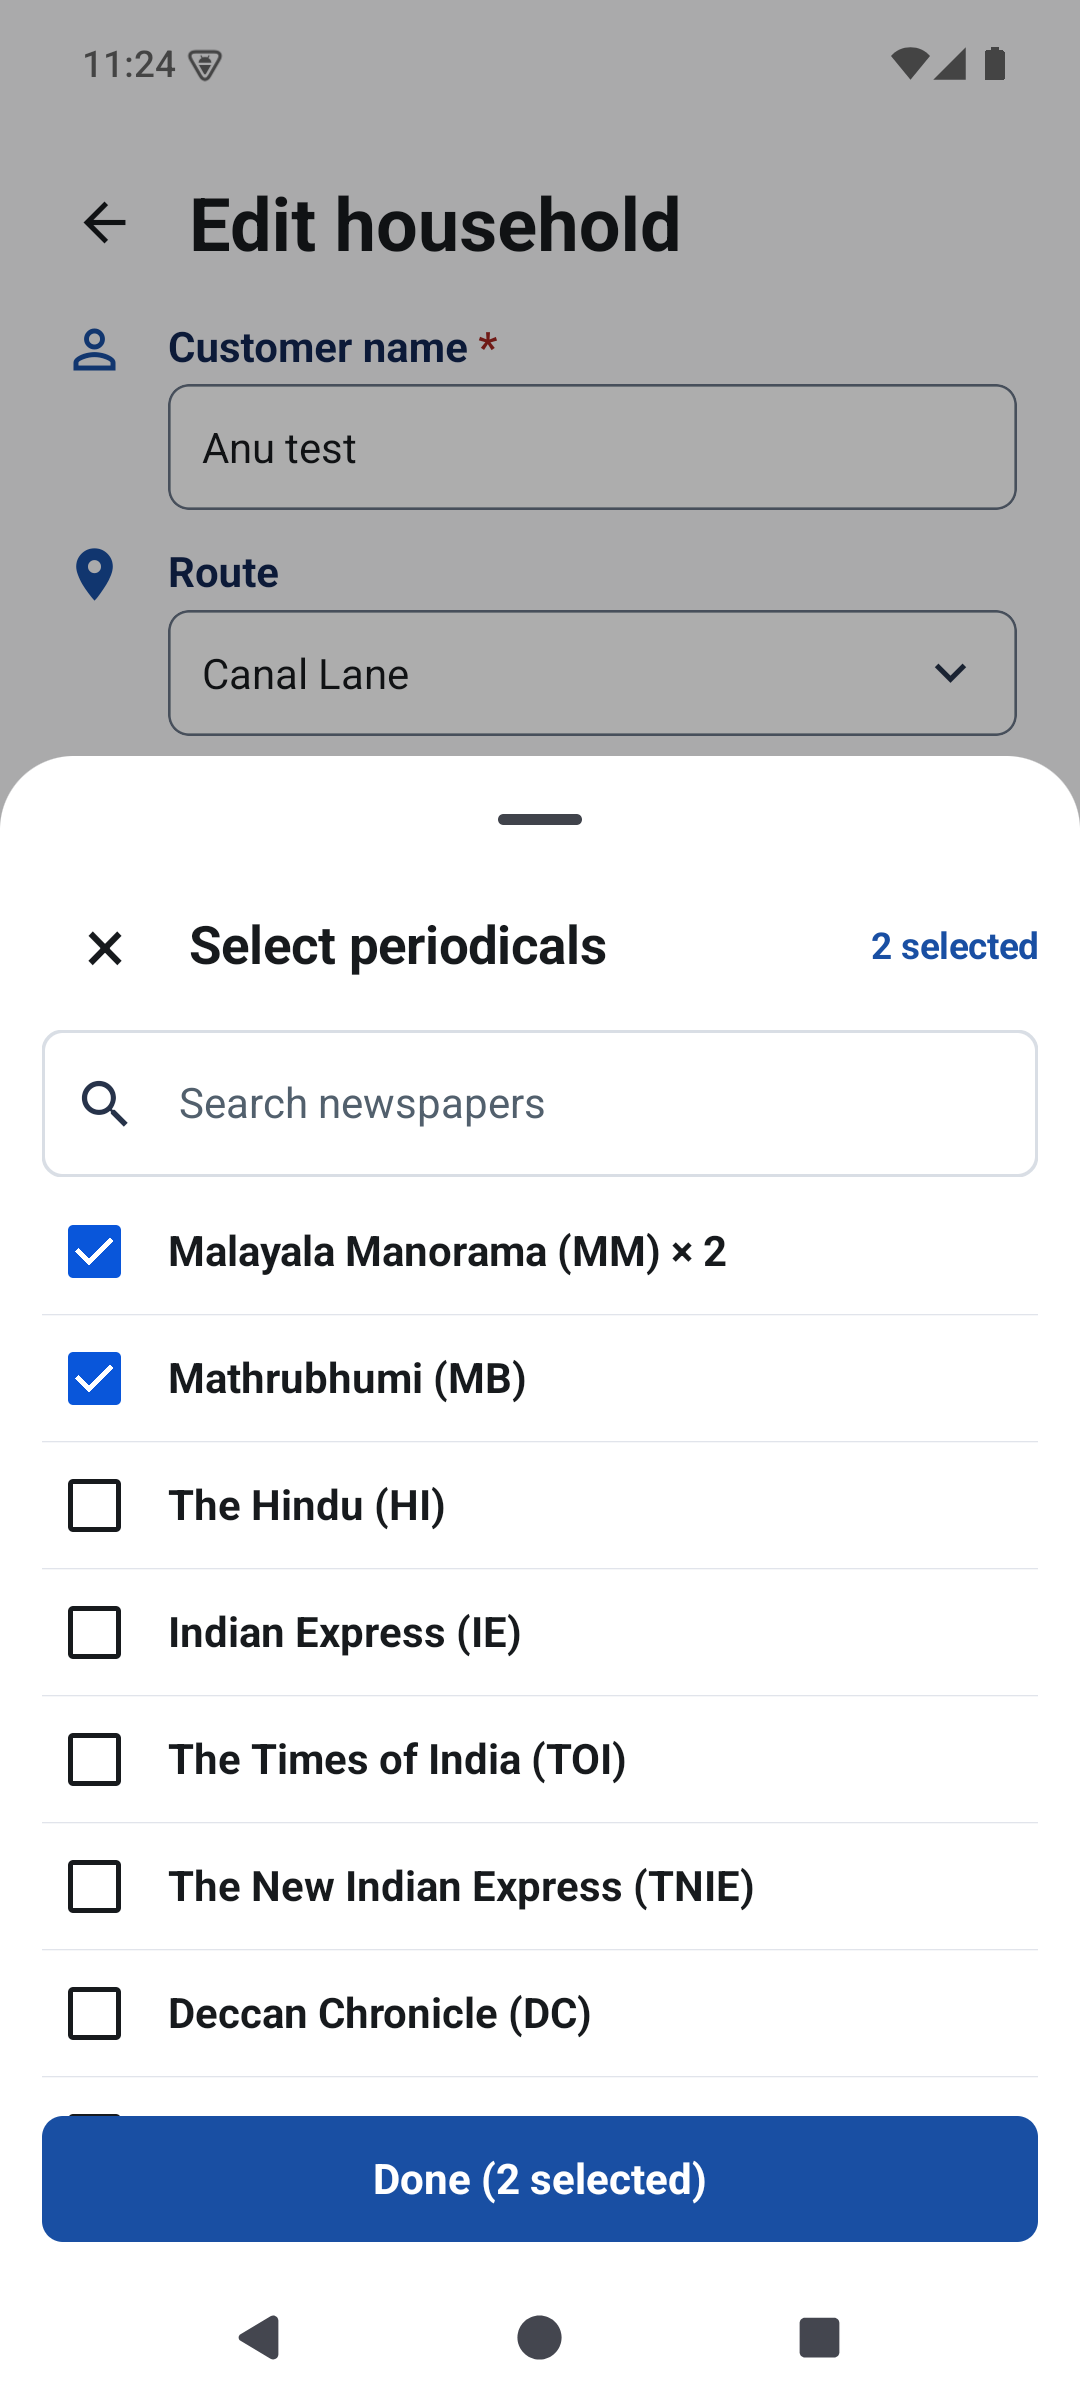 11:24
Edit household
Customer name *
Anu test
Route
Canal Lane
Select periodicals
2 selected
Search newspapers
Malayala Manorama (MM) × 2
Mathrubhumi (MB)
The Hindu (HI)
Indian Express (IE)
The Times of India (TOI)
The New Indian Express (TNIE)
Deccan Chronicle (DC)
Done (2 selected)